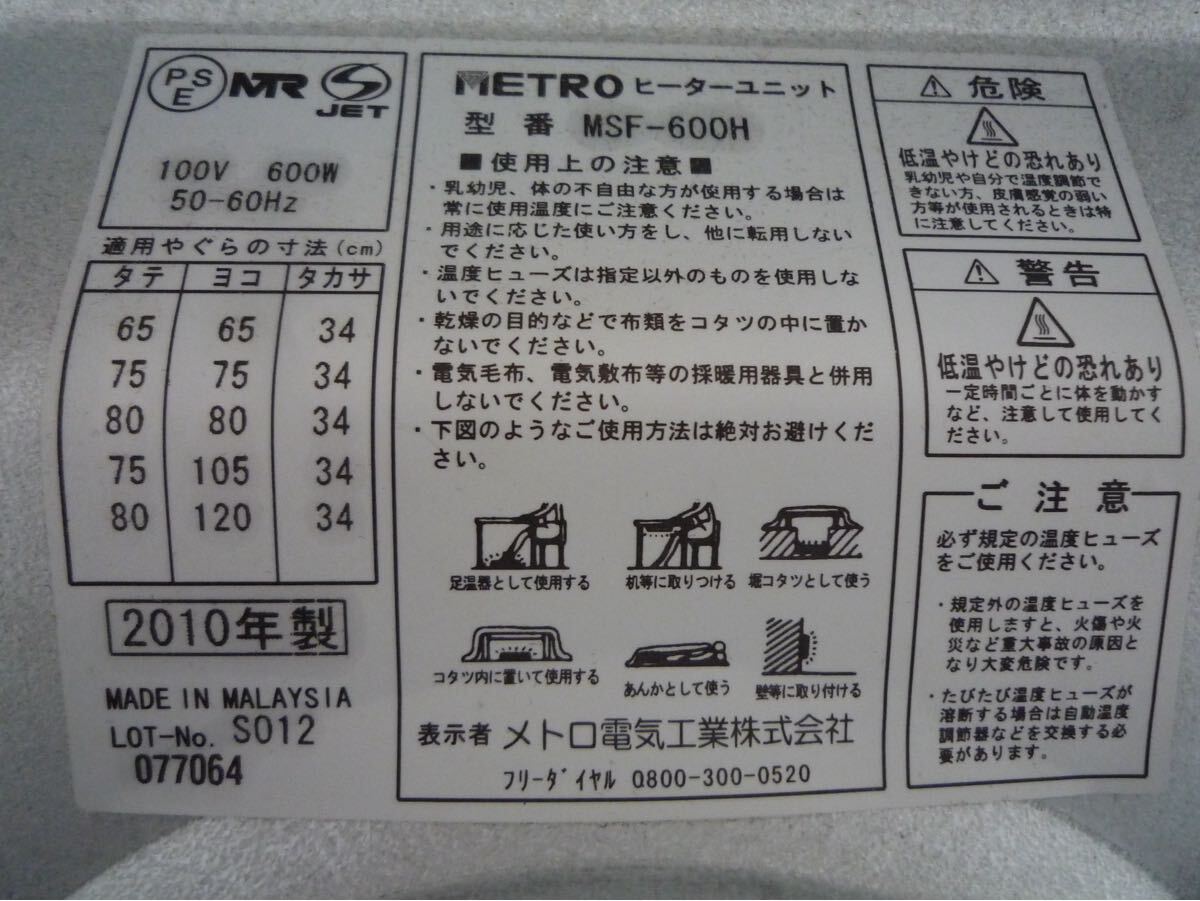 PSE MTR S JET
100V 600W
50-60Hz
適用やぐらの寸法(cm)
タテ ヨコ タカサ
65 65 34
75 75 34
80 80 34
75 105 34
80 120 34
2010年製
MADE IN MALAYSIA
LOT-No. S012
077064
METRO ヒーターユニット
型番 MSF-600H
■使用上の注意■
・乳幼児、体の不自由な方が使用する場合は
常に使用温度にご注意ください。
・用途に応じた使い方をし、他に転用しない
でください。
・温度ヒューズは指定以外のものを使用しな
いでください。
・乾燥の目的などで布類をコタツの中に置か
ないでください。
・電気毛布、電気敷布等の採暖用器具と併用
しないでください。
・下図のようなご使用方法は絶対お避けくだ
さい。
足温器として使用する 机等に取りつける 堀コタツとして使う
コタツ内に置いて使用する あんかとして使う 壁等に取り付ける
表示者 メトロ電気工業株式会社
フリーダイヤル 0800-300-0520
⚠ 危険
低温やけどの恐れあり
乳幼児や自分で温度調節で
きない方、皮膚感覚の弱い
方等が使用されるときは特
に注意してください。
⚠ 警告
低温やけどの恐れあり
一定時間ごとに体を動かす
など、注意して使用してく
ださい。
ご注意
必ず規定の温度ヒューズ
をご使用ください。
・規定外の温度ヒューズを
使用しますと、火傷や火
災など重大事故の原因と
なり大変危険です。
・たびたび温度ヒューズが
溶断する場合は自動温度
調節器などを交換する必
要があります。